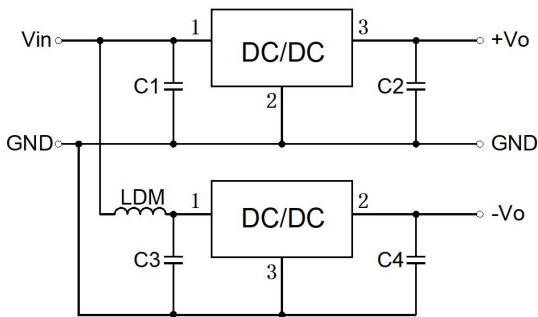 Vin 1 DC/DC 3 +Vo
C1 2 C2
GND GND
LDM 1 DC/DC 2 -Vo
C3 3 C4